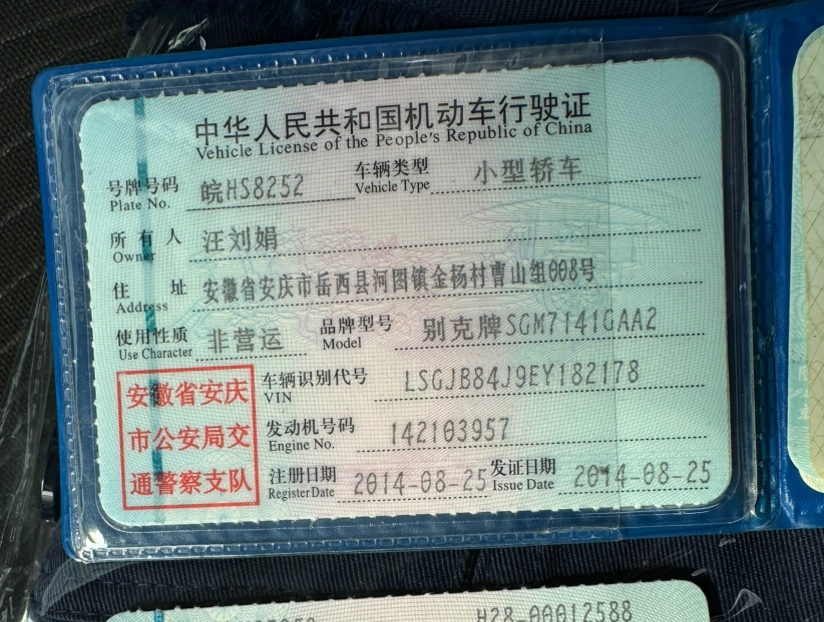 中华人民共和国机动车行驶证
Vehicle License of the People's Republic of China
号牌号码 皖HS8252 车辆类型 小型轿车
Plate No. Vehicle Type
所有人 汪刘娟
Owner
住址 安徽省安庆市岳西县河图镇金杨村曹山组008号
Address
使用性质 非营运 品牌型号 别克牌SGM7141GAA2
Use Character Model
车辆识别代号 LSGJB84J9EY182178
VIN
发动机号码 142103957
Engine No.
注册日期 2014-08-25 发证日期 2014-08-25
Register Date Issue Date
安徽省安庆
市公安局交
通警察支队
H28-00012588